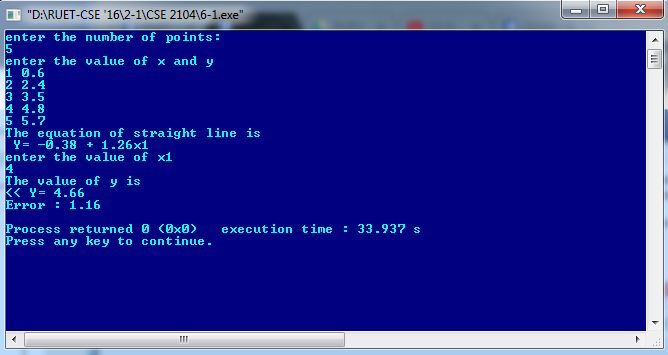 "D:\RUET-CSE '16\2-1\CSE 2104\6-1.exe"
enter the number of points:
5
enter the value of x and y
1 0.6
2 2.4
3 3.5
4 4.8
5 5.7
The equation of straight line is
 Y= -0.38 + 1.26x1
enter the value of x1
4
The value of y is
<< Y= 4.66
Error : 1.16
Process returned 0 (0x0)   execution time : 33.937 s
Press any key to continue.